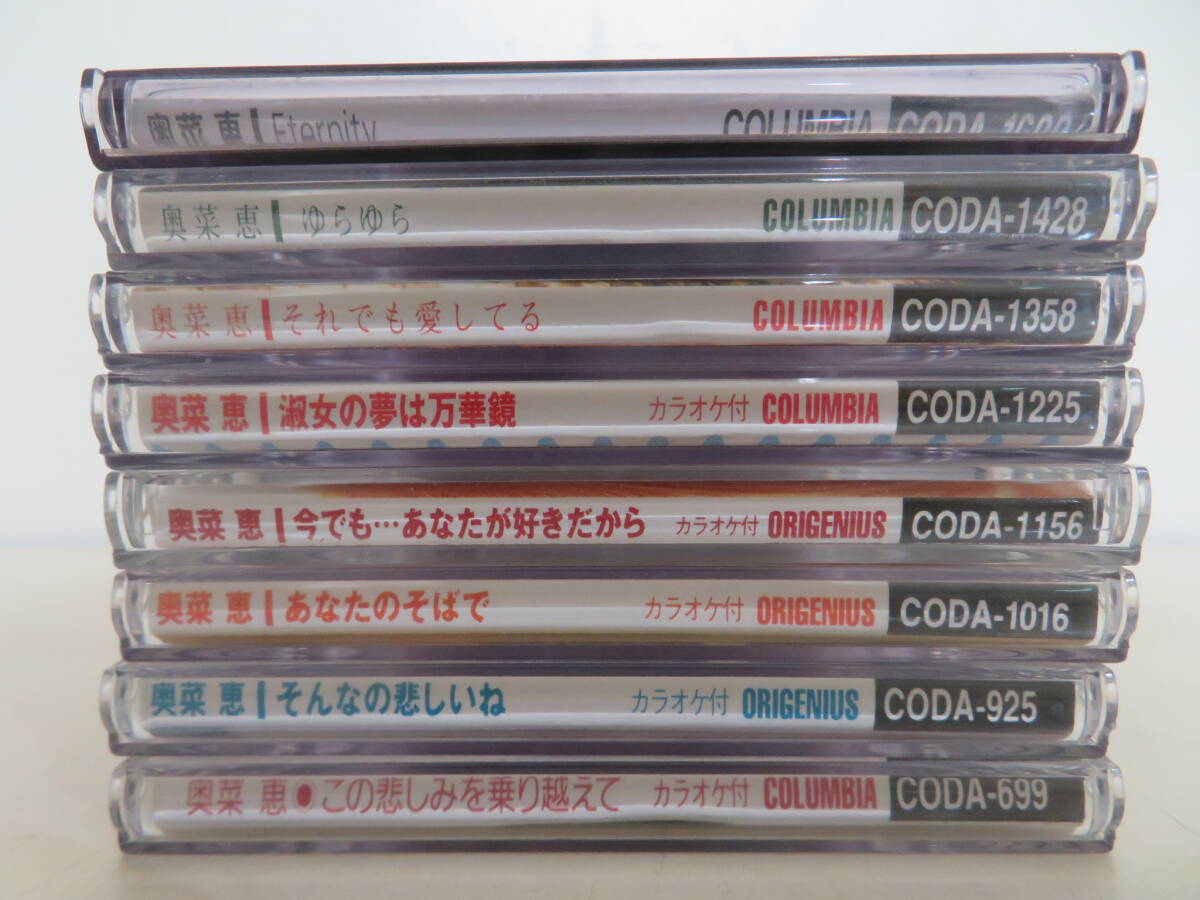 奥菜 恵 Eternity COLUMBIA
奥菜 恵 ゆらゆら COLUMBIA CODA-1428
奥菜 恵 それでも愛してる COLUMBIA CODA-1358
奥菜 恵 淑女の夢は万華鏡 カラオケ付 COLUMBIA CODA-1225
奥菜 恵 今でも…あなたが好きだから カラオケ付 ORIGENIUS CODA-1156
奥菜 恵 あなたのそばで カラオケ付 ORIGENIUS CODA-1016
奥菜 恵 そんなの悲しいね カラオケ付 ORIGENIUS CODA-925
奥菜 恵●この悲しみを乗り越えて カラオケ付 COLUMBIA CODA-699